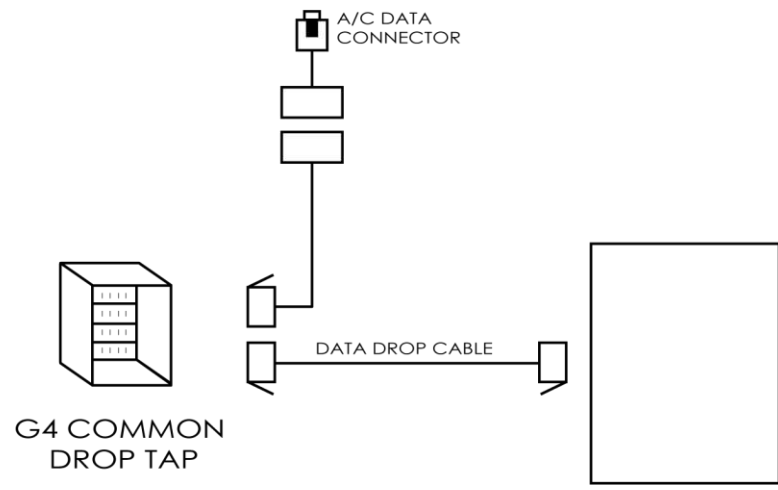 A/C DATA
CONNECTOR
DATA DROP CABLE
G4 COMMON
DROP TAP